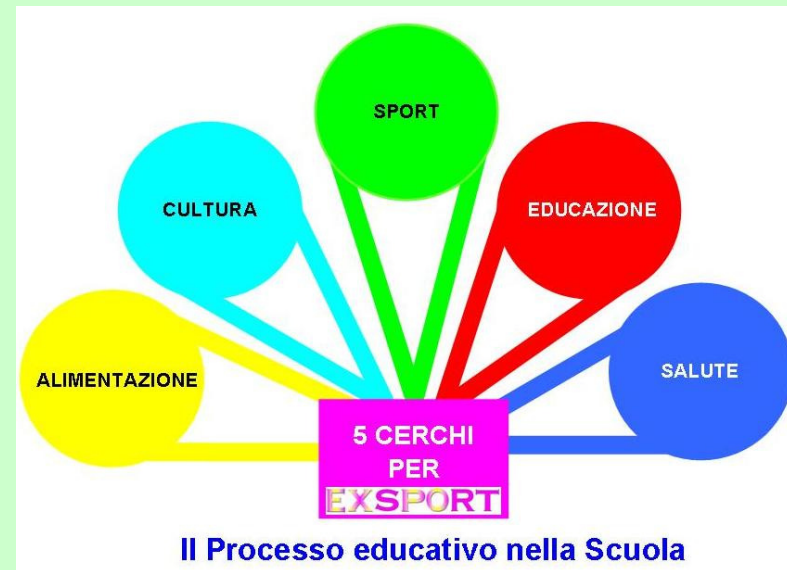 SPORT
CULTURA
EDUCAZIONE
ALIMENTAZIONE
SALUTE
5 CERCHI
PER
EXSPORT
Il Processo educativo nella Scuola